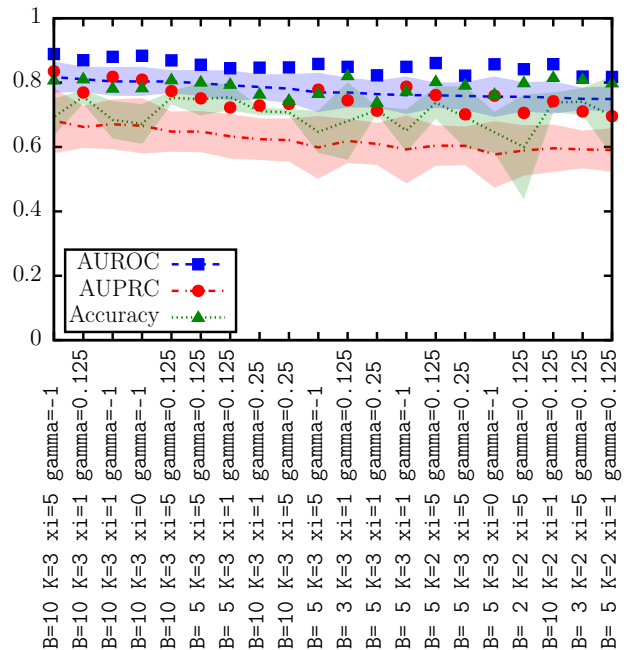 1
0.8
0.6
0.4
0.2
0
AUROC
AUPRC
Accuracy
B=10 K=3 xi=5 gamma=-1
B=10 K=3 xi=1 gamma=0.125
B=10 K=3 xi=1 gamma=-1
B=10 K=3 xi=0 gamma=-1
B=10 K=3 xi=5 gamma=0.125
B= 5 K=3 xi=5 gamma=0.125
B= 5 K=3 xi=1 gamma=0.125
B=10 K=3 xi=1 gamma=0.25
B=10 K=3 xi=5 gamma=0.25
B= 5 K=3 xi=5 gamma=-1
B= 3 K=3 xi=1 gamma=0.125
B= 5 K=3 xi=1 gamma=0.25
B= 5 K=3 xi=1 gamma=-1
B= 5 K=2 xi=5 gamma=0.125
B= 5 K=3 xi=5 gamma=0.25
B= 5 K=3 xi=0 gamma=-1
B= 2 K=2 xi=5 gamma=0.125
B=10 K=2 xi=1 gamma=0.125
B= 3 K=2 xi=5 gamma=0.125
B= 5 K=2 xi=1 gamma=0.125